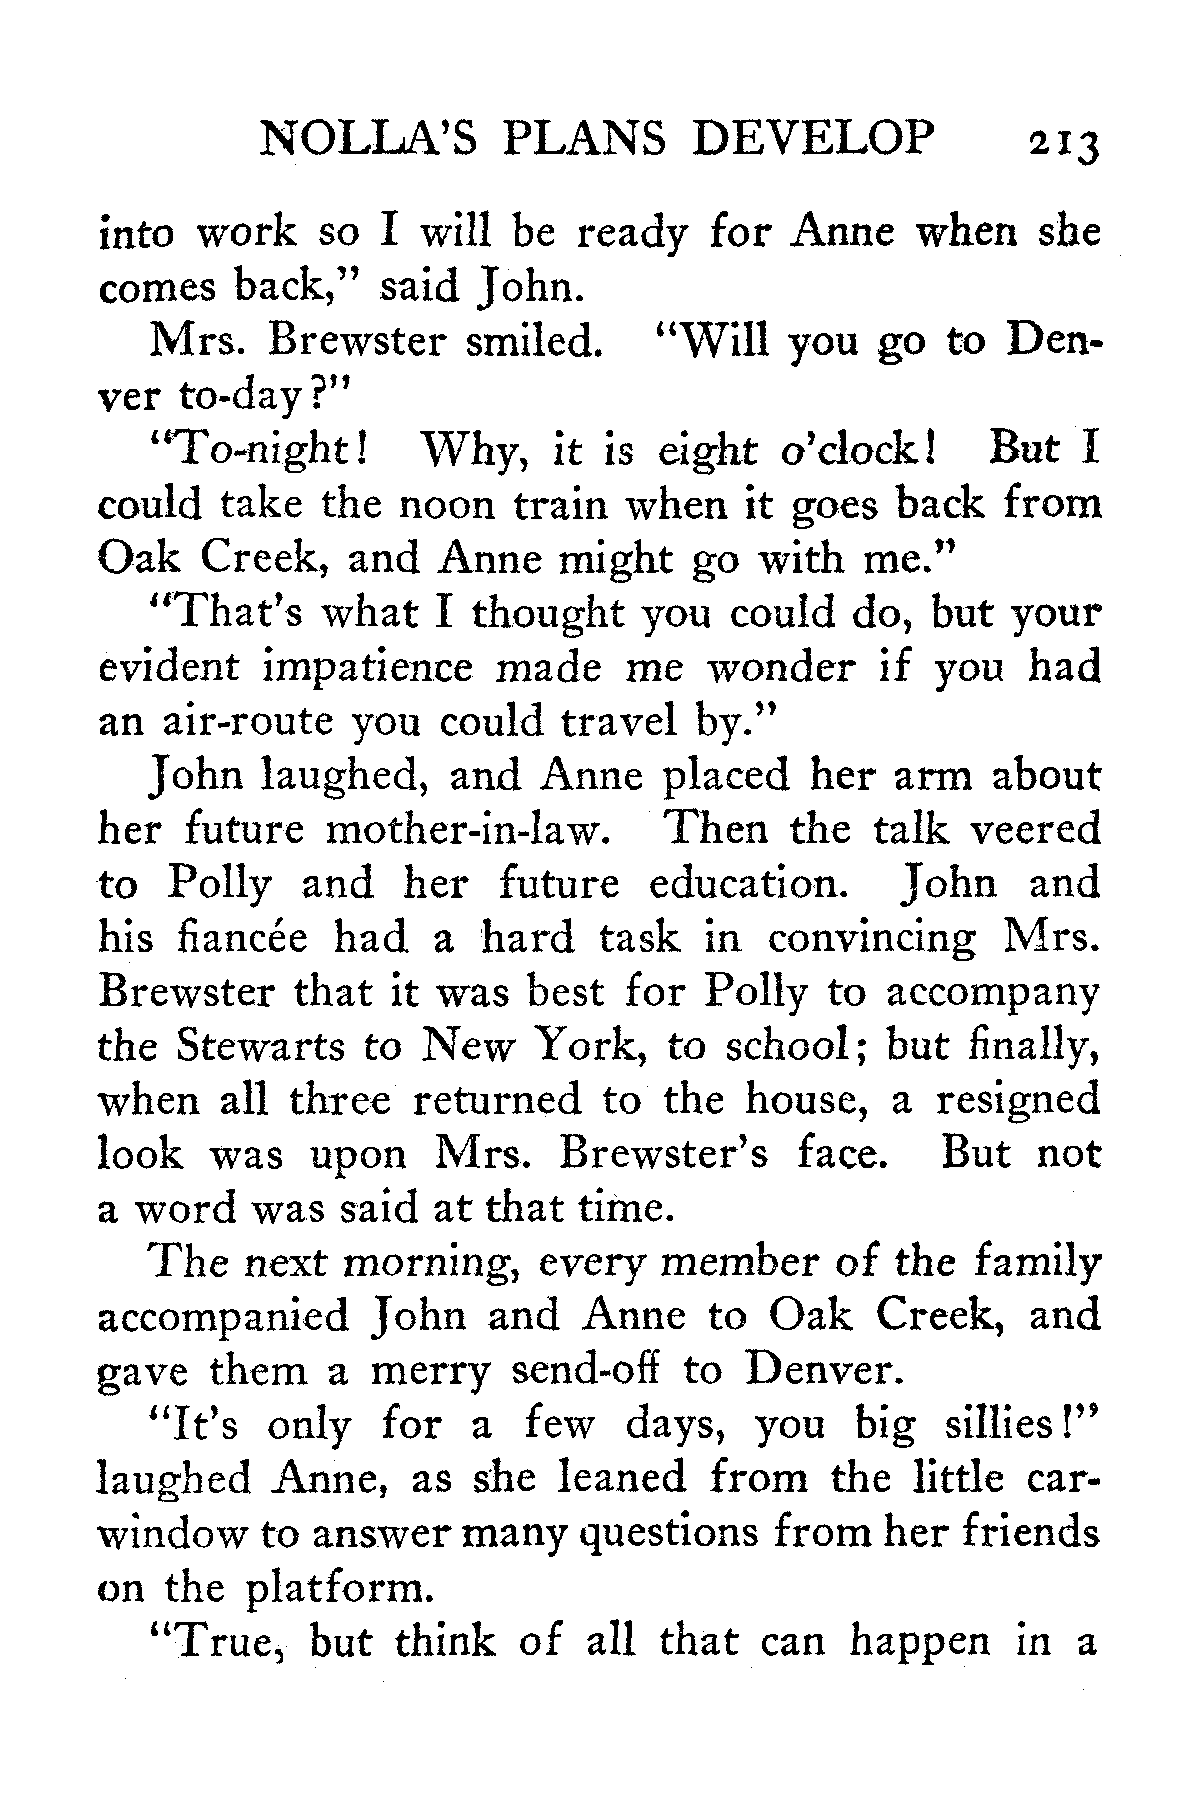 NOLLA'S PLANS DEVELOP 213
into work so I will be ready for Anne when she
comes back," said John.
Mrs. Brewster smiled. "Will you go to Den-
ver to-day?"
"To-night! Why, it is eight o'clock! But I
could take the noon train when it goes back from
Oak Creek, and Anne might go with me."
"That's what I thought you could do, but your
evident impatience made me wonder if you had
an air-route you could travel by."
John laughed, and Anne placed her arm about
her future mother-in-law. Then the talk veered
to Polly and her future education. John and
his fiancée had a hard task in convincing Mrs.
Brewster that it was best for Polly to accompany
the Stewarts to New York, to school; but finally,
when all three returned to the house, a resigned
look was upon Mrs. Brewster's face. But not
a word was said at that time.
The next morning, every member of the family
accompanied John and Anne to Oak Creek, and
gave them a merry send-off to Denver.
"It's only for a few days, you big sillies!"
laughed Anne, as she leaned from the little car-
window to answer many questions from her friends
on the platform.
"True, but think of all that can happen in a